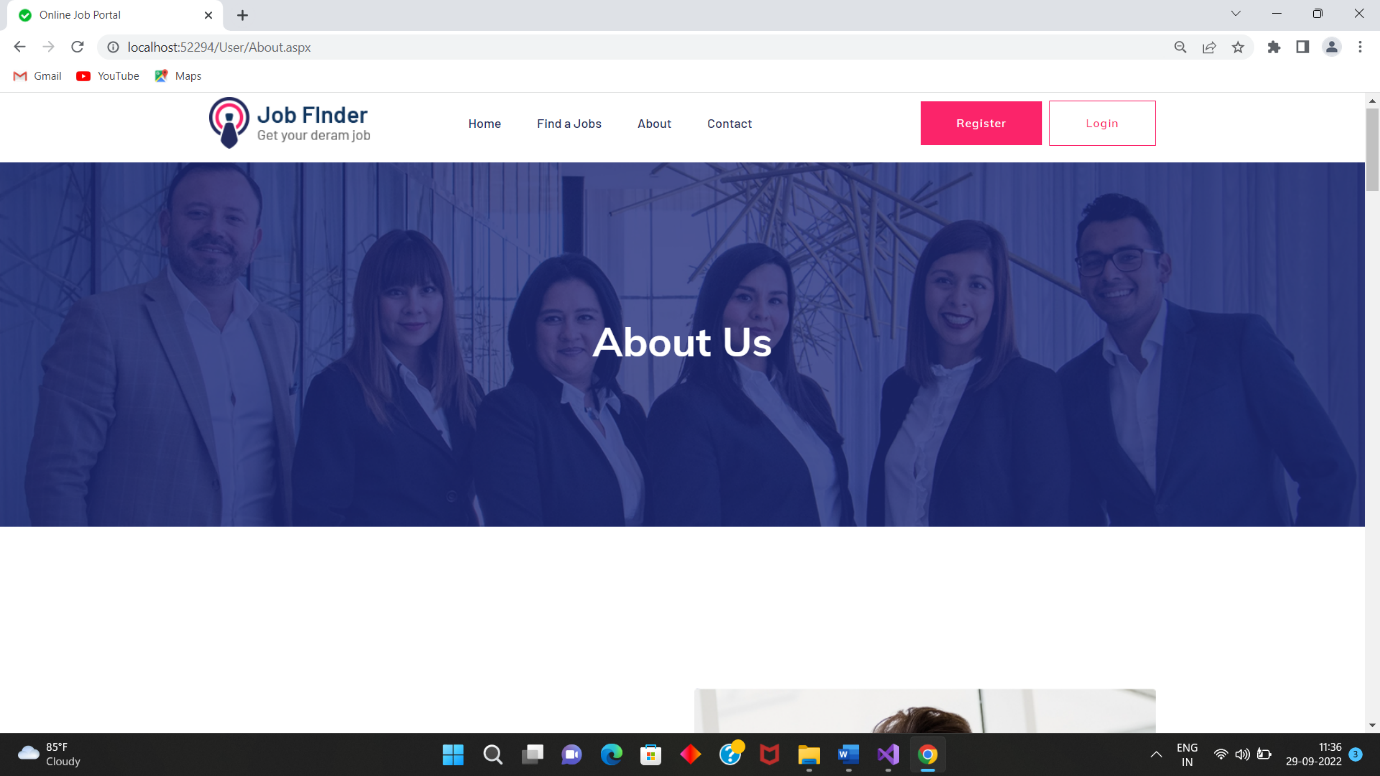 Online Job Portal
localhost:52294/User/About.aspx
Gmail YouTube Maps
Job FInder
Get your deram job
Home Find a Jobs About Contact Register Login
About Us
85°F
Cloudy
ENG
IN
11:36
29-09-2022
3